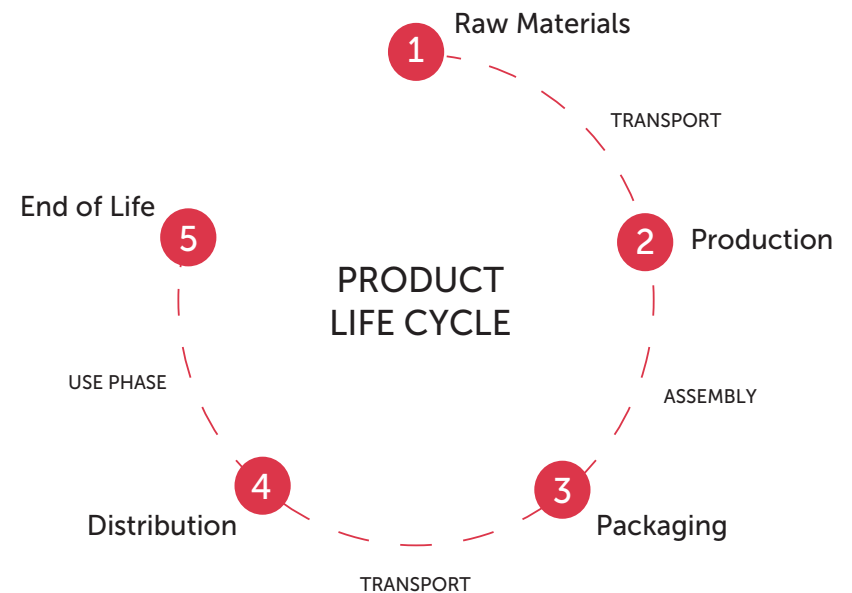 1
Raw Materials
TRANSPORT
2
Production
ASSEMBLY
3
Packaging
TRANSPORT
4
Distribution
USE PHASE
5
End of Life
PRODUCT
LIFE CYCLE